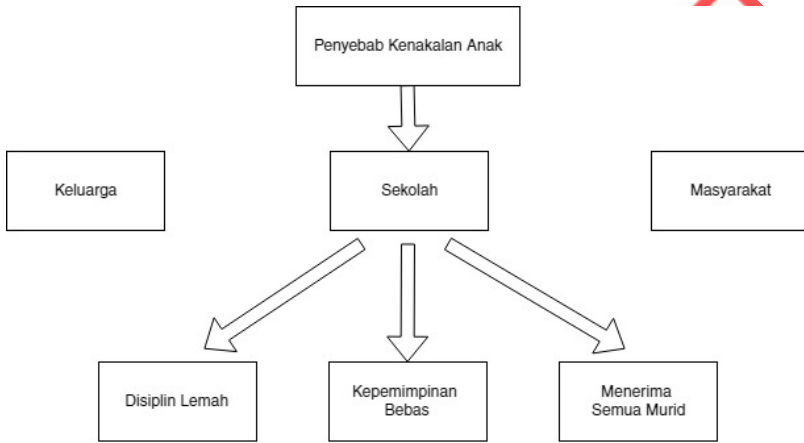 Penyebab Kenakalan Anak
Keluarga
Sekolah
Masyarakat
Disiplin Lemah
Kepemimpinan
Bebas
Menerima
Semua Murid